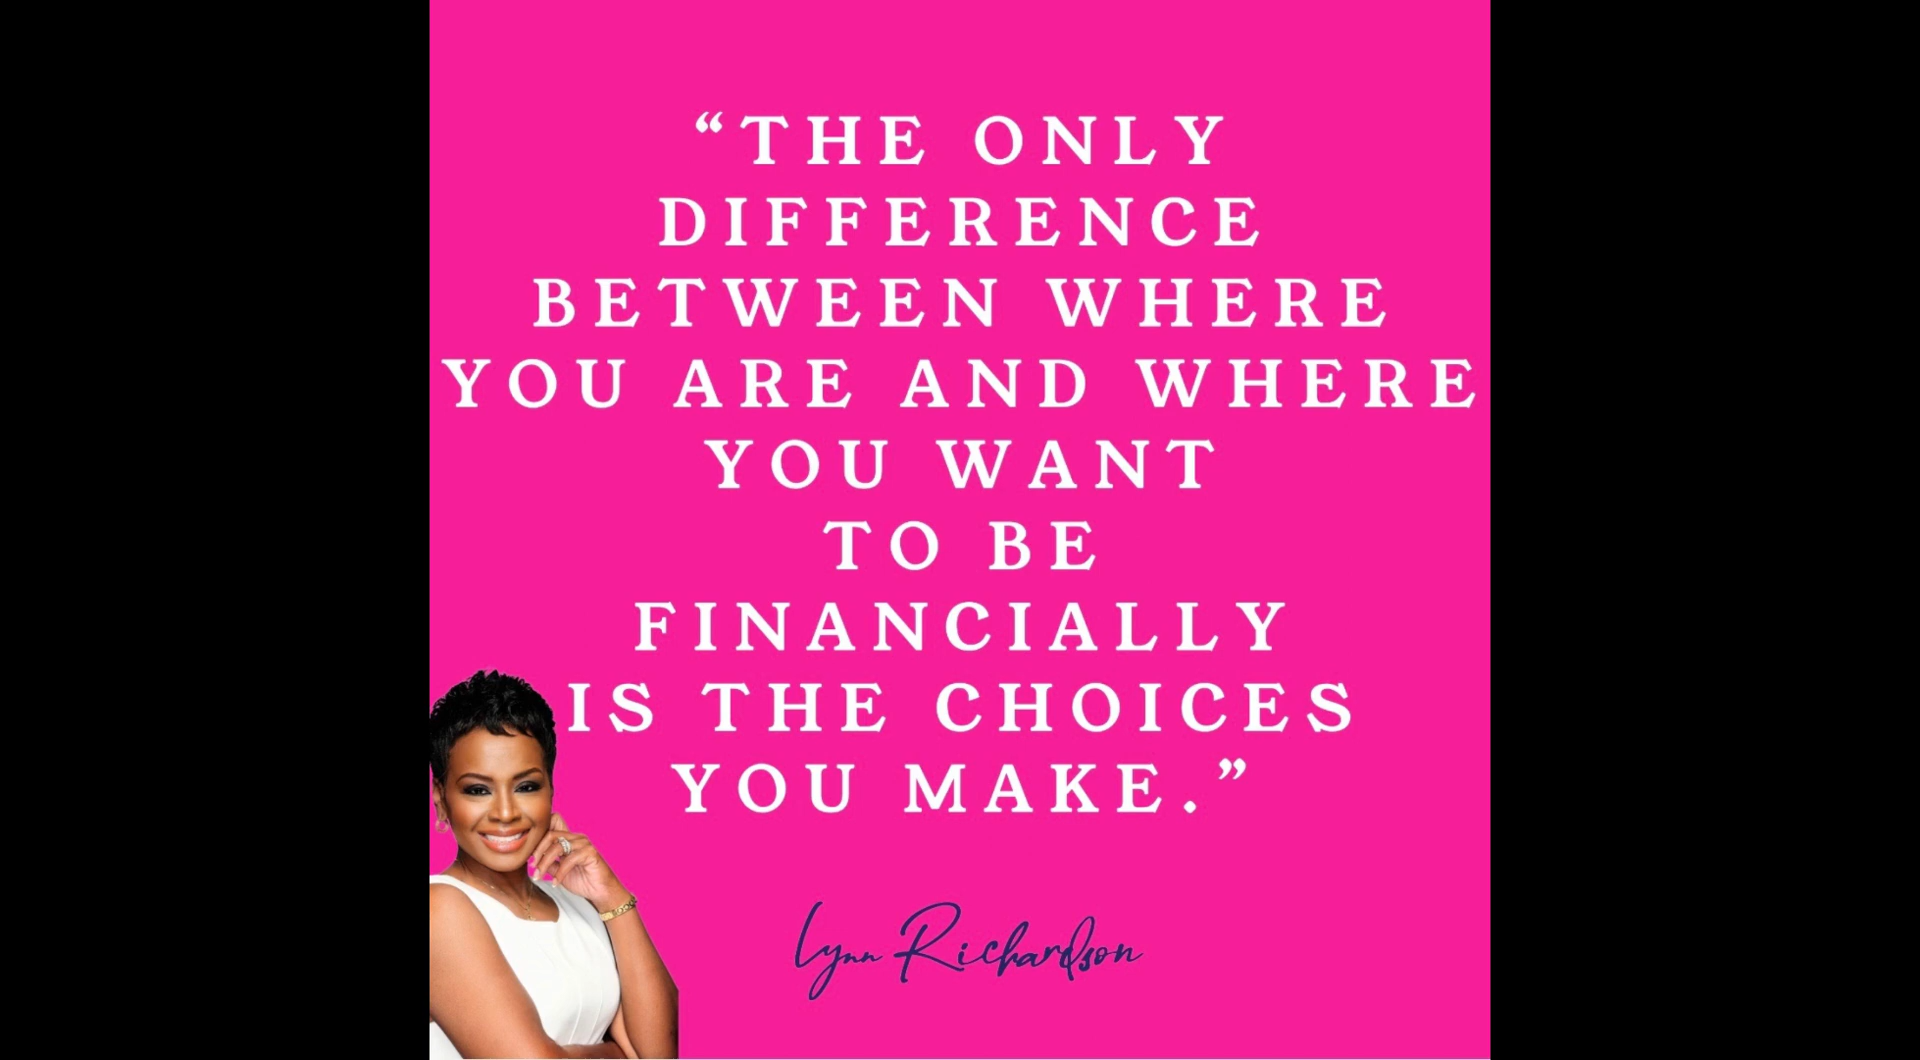 “THE ONLY
DIFFERENCE
BETWEEN WHERE
YOU ARE AND WHERE
YOU WANT
TO BE
FINANCIALLY
IS THE CHOICES
YOU MAKE.”
Lynn Richardson